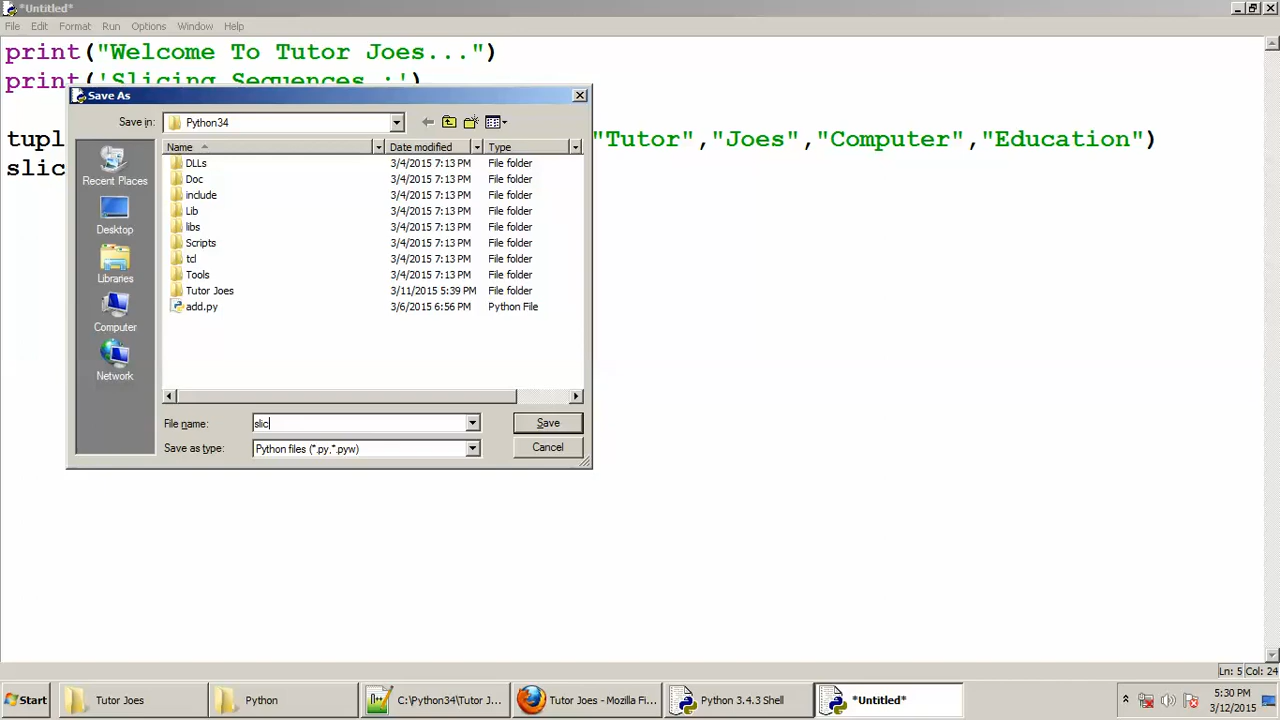 *Untitled*
File Edit Format Run Options Window Help
print("Welcome To Tutor Joes...")
print('Slicing Sequences :')
tupl "Tutor","Joes","Computer","Education")
slic
Save As
Save in: Python34
Name Date modified Type
DLLs 3/4/2015 7:13 PM File folder
Doc 3/4/2015 7:13 PM File folder
include 3/4/2015 7:13 PM File folder
Lib 3/4/2015 7:13 PM File folder
libs 3/4/2015 7:13 PM File folder
Scripts 3/4/2015 7:13 PM File folder
tcl 3/4/2015 7:13 PM File folder
Tools 3/4/2015 7:13 PM File folder
Tutor Joes 3/11/2015 5:39 PM File folder
add.py 3/6/2015 6:56 PM Python File
Recent Places
Desktop
Libraries
Computer
Network
File name: slic Save
Save as type: Python files (*.py,*.pyw) Cancel
Ln: 5 Col: 24
Start Tutor Joes Python C:\Python34\Tutor J... Tutor Joes - Mozilla Fi... Python 3.4.3 Shell *Untitled*
5:30 PM
3/12/2015